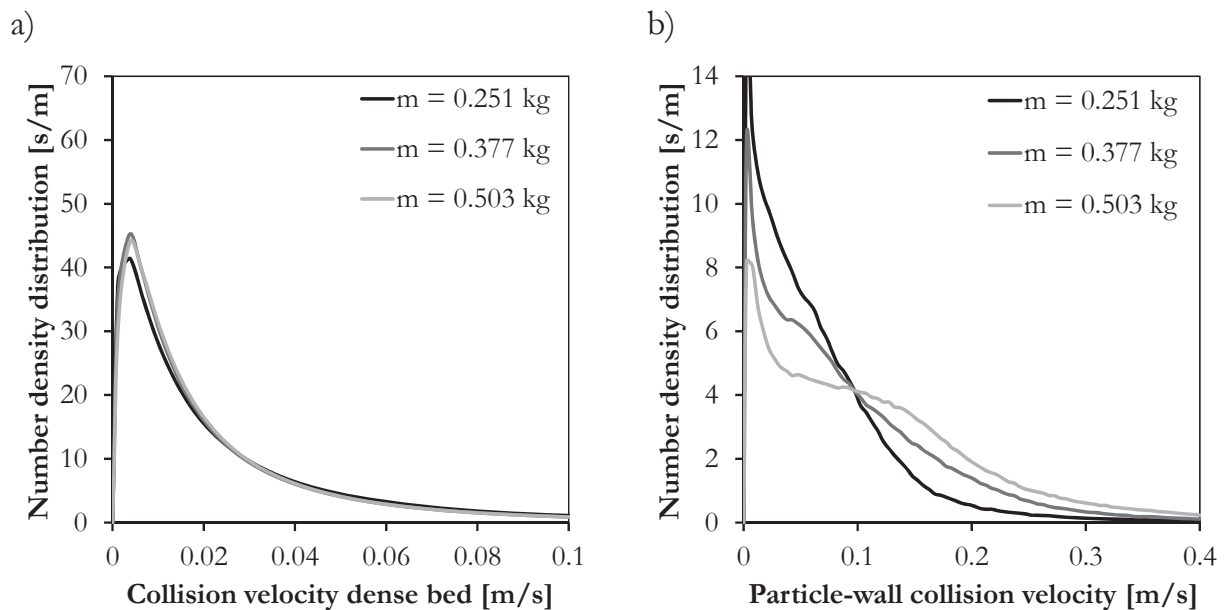 a)
Number density distribution [s/m]
70
60
50
40
30
20
10
0
m = 0.251 kg
m = 0.377 kg
m = 0.503 kg
0 0.02 0.04 0.06 0.08 0.1
Collision velocity dense bed [m/s]
b)
Number density distribution [s/m]
14
12
10
8
6
4
2
0
m = 0.251 kg
m = 0.377 kg
m = 0.503 kg
0 0.1 0.2 0.3 0.4
Particle-wall collision velocity [m/s]